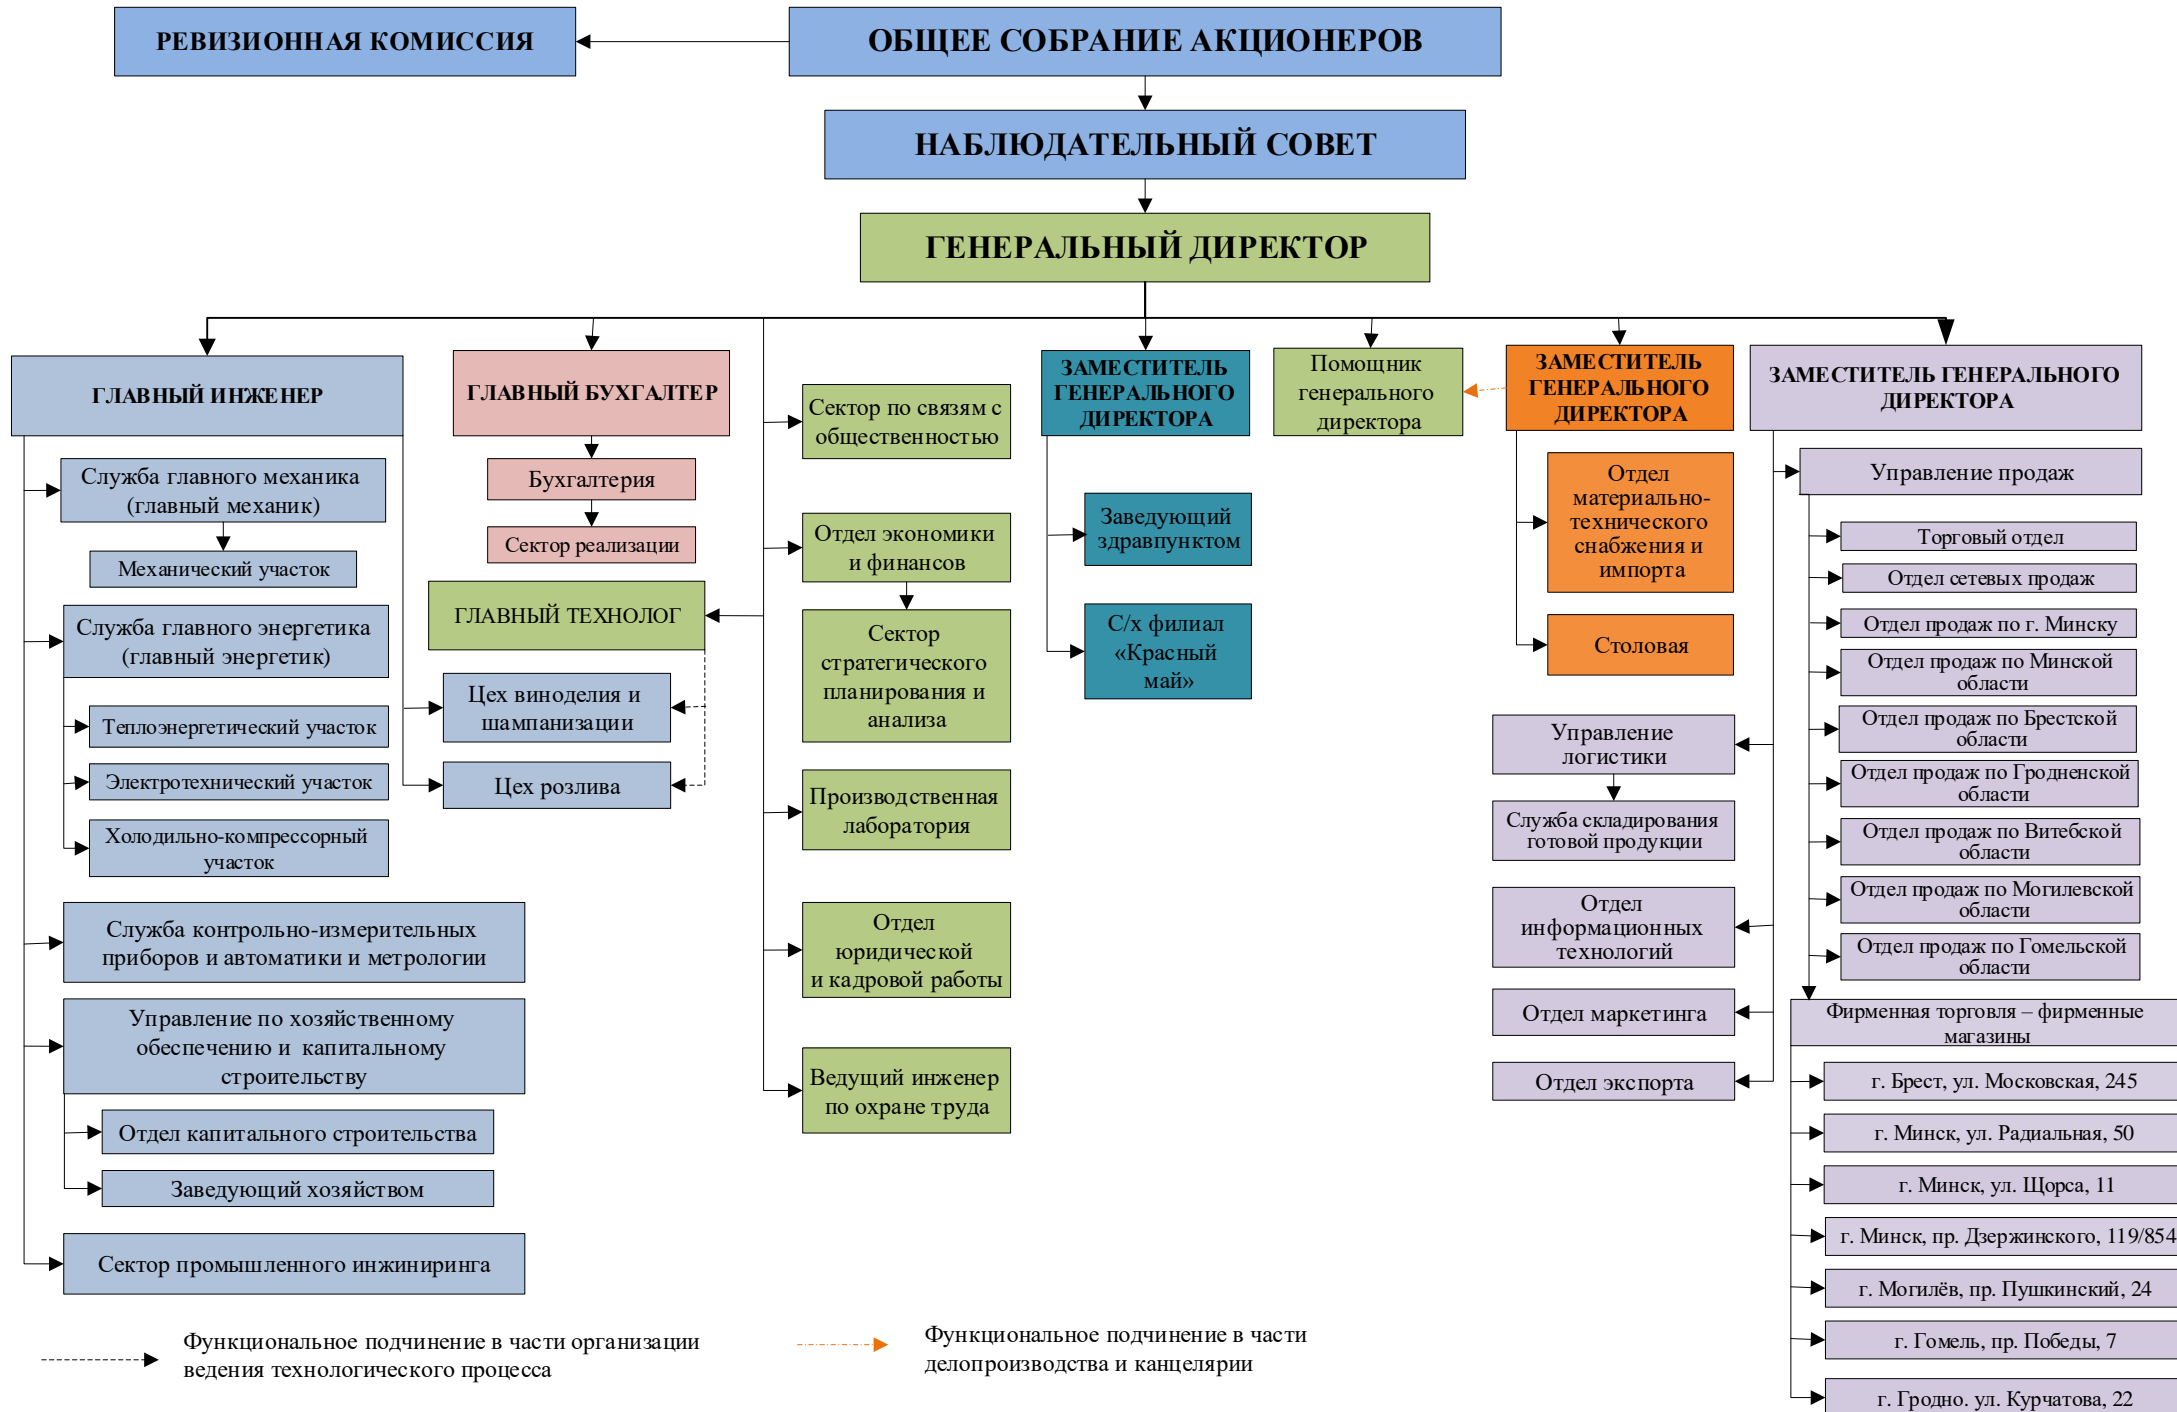 РЕВИЗИОННАЯ КОМИССИЯ
ОБЩЕЕ СОБРАНИЕ АКЦИОНЕРОВ
НАБЛЮДАТЕЛЬНЫЙ СОВЕТ
ГЕНЕРАЛЬНЫЙ ДИРЕКТОР
ГЛАВНЫЙ ИНЖЕНЕР
Служба главного механика
(главный механик)
Механический участок
Служба главного энергетика
(главный энергетик)
Теплоэнергетический участок
Электротехнический участок
Холодильно-компрессорный
участок
Служба контрольно-измерительных
приборов и автоматики и метрологии
Управление по хозяйственному
обеспечению и капитальному
строительству
Отдел капитального строительства
Заведующий хозяйством
Сектор промышленного инжиниринга
ГЛАВНЫЙ БУХГАЛТЕР
Бухгалтерия
Сектор реализации
ГЛАВНЫЙ ТЕХНОЛОГ
Цех виноделия и
шампанизации
Цех розлива
Сектор по связям с
общественностью
Отдел экономики
и финансов
Сектор
стратегического
планирования и
анализа
Производственная
лаборатория
Отдел
юридической
и кадровой работы
Ведущий инженер
по охране труда
ЗАМЕСТИТЕЛЬ
ГЕНЕРАЛЬНОГО
ДИРЕКТОРА
Заведующий
здравпунктом
С/х филиал
«Красный
май»
Помощник
генерального
директора
ЗАМЕСТИТЕЛЬ
ГЕНЕРАЛЬНОГО
ДИРЕКТОРА
Отдел
материально-
технического
снабжения и
импорта
Столовая
Управление
логистики
Служба складирования
готовой продукции
Отдел
информационных
технологий
Отдел маркетинга
Отдел экспорта
ЗАМЕСТИТЕЛЬ ГЕНЕРАЛЬНОГО
ДИРЕКТОРА
Управление продаж
Торговый отдел
Отдел сетевых продаж
Отдел продаж по г. Минску
Отдел продаж по Минской
области
Отдел продаж по Брестской
области
Отдел продаж по Гродненской
области
Отдел продаж по Витебской
области
Отдел продаж по Могилевской
области
Отдел продаж по Гомельской
области
Фирменная торговля – фирменные
магазины
г. Брест, ул. Московская, 245
г. Минск, ул. Радиальная, 50
г. Минск, ул. Щорса, 11
г. Минск, пр. Дзержинского, 119/854
г. Могилёв, пр. Пушкинский, 24
г. Гомель, пр. Победы, 7
г. Гродно. ул. Курчатова, 22
Функциональное подчинение в части организации
ведения технологического процесса
Функциональное подчинение в части
делопроизводства и канцелярии